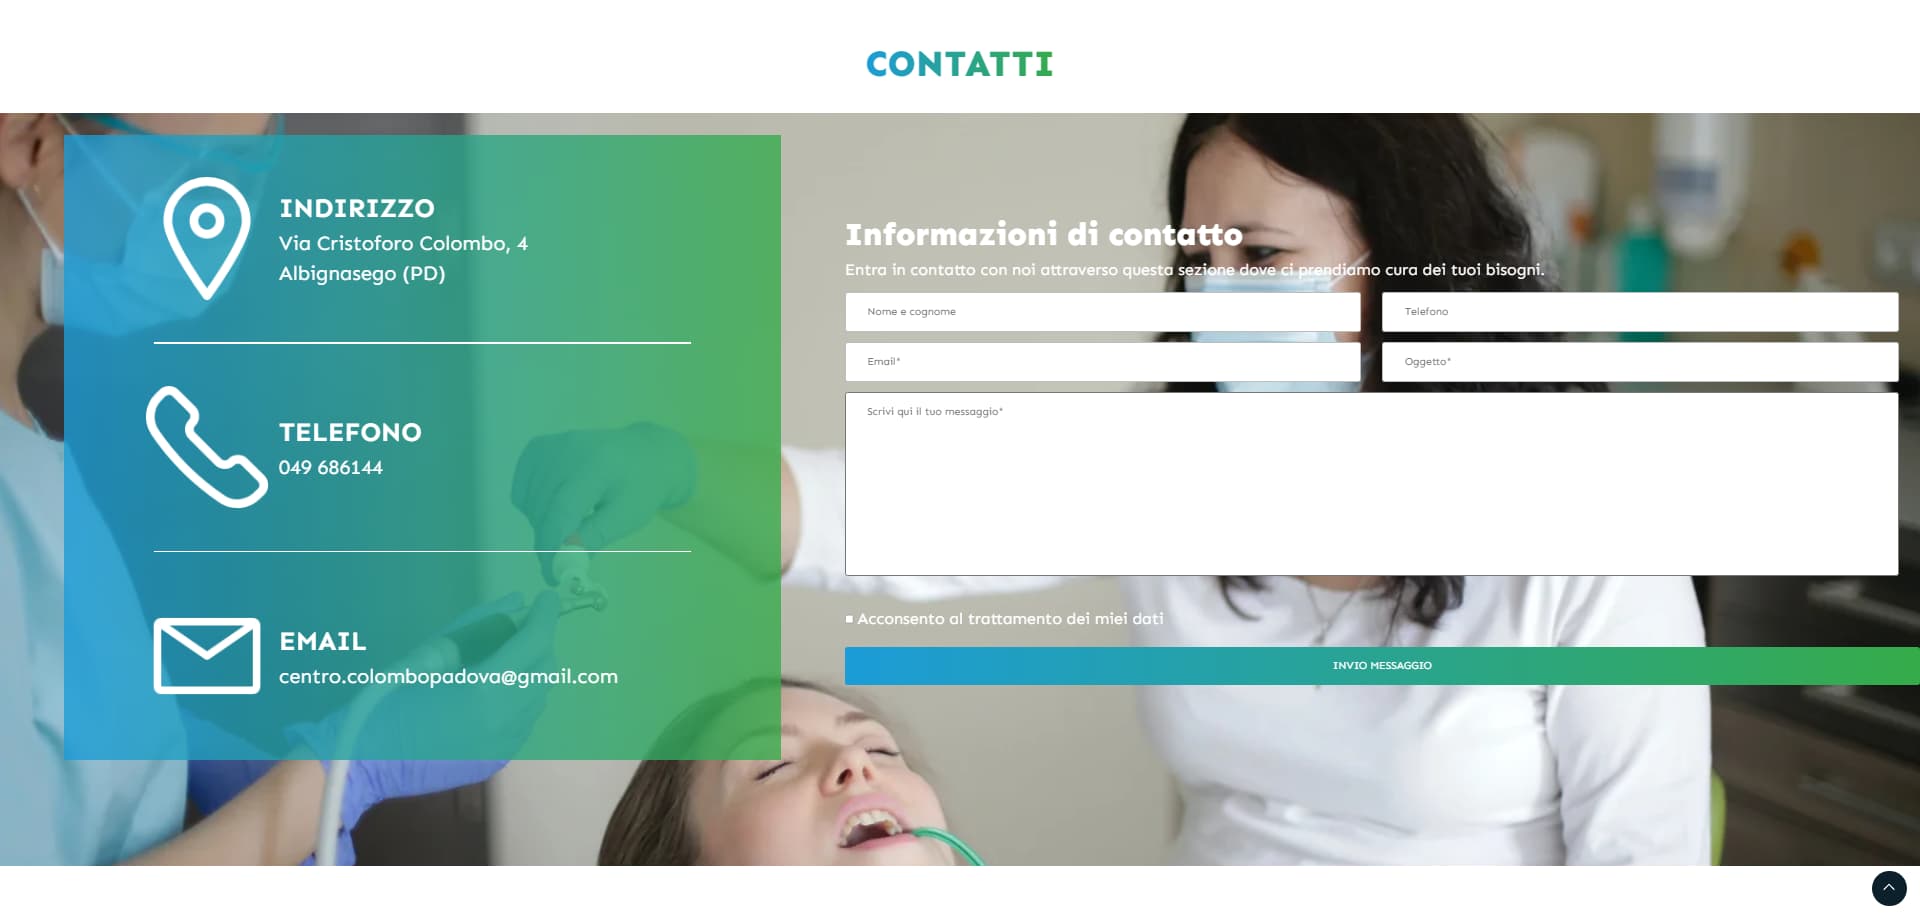 CONTATTI
INDIRIZZO
Via Cristoforo Colombo, 4
Albignasego (PD)
TELEFONO
049 686144
EMAIL
centro.colombopadova@gmail.com
Informazioni di contatto
Entra in contatto con noi attraverso questa sezione dove ci prendiamo cura dei tuoi bisogni.
Nome e cognome
Telefono
Email*
Oggetto*
Scrivi qui il tuo messaggio*
Acconsento al trattamento dei miei dati
INVIO MESSAGGIO